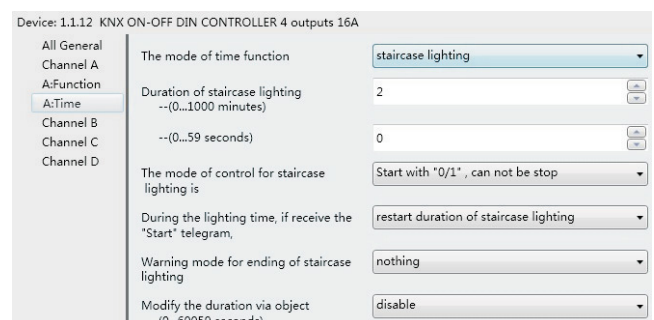 Device: 1.1.12 KNX ON-OFF DIN CONTROLLER 4 outputs 16A
All General
Channel A
A:Function
A:Time
Channel B
Channel C
Channel D
The mode of time function
staircase lighting
Duration of staircase lighting
--(0...1000 minutes)
2
--(0...59 seconds)
0
The mode of control for staircase
lighting is
Start with "0/1" , can not be stop
During the lighting time, if receive the
"Start" telegram,
restart duration of staircase lighting
Warning mode for ending of staircase
lighting
nothing
Modify the duration via object
disable